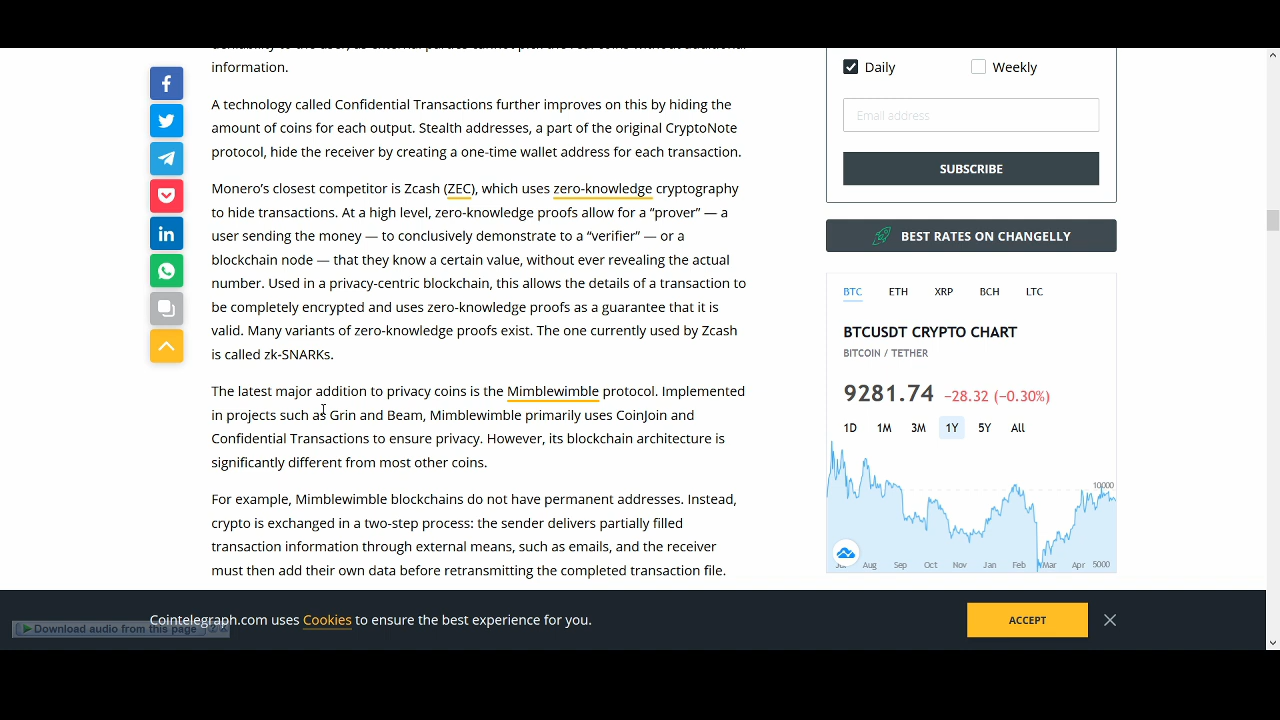 information.
A technology called Confidential Transactions further improves on this by hiding the
amount of coins for each output. Stealth addresses, a part of the original CryptoNote
protocol, hide the receiver by creating a one-time wallet address for each transaction.
Monero’s closest competitor is Zcash (ZEC), which uses zero-knowledge cryptography
to hide transactions. At a high level, zero-knowledge proofs allow for a “prover” — a
user sending the money — to conclusively demonstrate to a “verifier” — or a
blockchain node — that they know a certain value, without ever revealing the actual
number. Used in a privacy-centric blockchain, this allows the details of a transaction to
be completely encrypted and uses zero-knowledge proofs as a guarantee that it is
valid. Many variants of zero-knowledge proofs exist. The one currently used by Zcash
is called zk-SNARKs.
The latest major addition to privacy coins is the Mimblewimble protocol. Implemented
in projects such as Grin and Beam, Mimblewimble primarily uses CoinJoin and
Confidential Transactions to ensure privacy. However, its blockchain architecture is
significantly different from most other coins.
For example, Mimblewimble blockchains do not have permanent addresses. Instead,
crypto is exchanged in a two-step process: the sender delivers partially filled
transaction information through external means, such as emails, and the receiver
must then add their own data before retransmitting the completed transaction file.
Daily Weekly
Email address
SUBSCRIBE
BEST RATES ON CHANGELLY
BTC ETH XRP BCH LTC
BTCUSDT CRYPTO CHART
BITCOIN / TETHER
9281.74 −28.32 (−0.30%)
1D 1M 3M 1Y 5Y All
10000
Aug Sep Oct Nov Jan Feb Mar Apr 5000
Cointelegraph.com uses Cookies to ensure the best experience for you.
ACCEPT
Download audio from this page